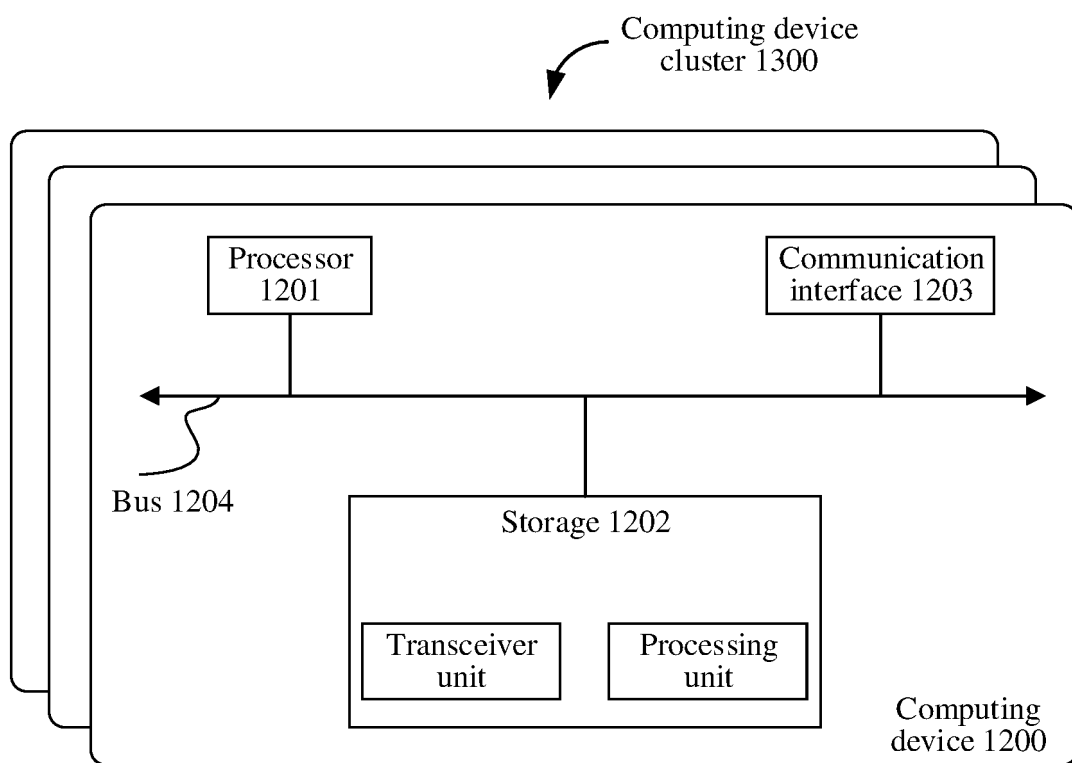 Computing device
cluster 1300
Processor
1201
Communication
interface 1203
Bus 1204
Storage 1202
Transceiver
unit
Processing
unit
Computing
device 1200